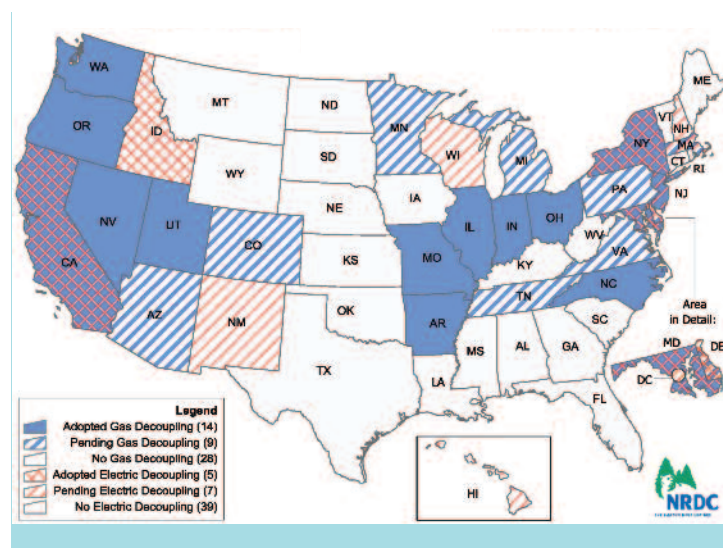 WA
OR
CA
NV
ID
MT
WY
UT
CO
AZ
NM
ND
SD
NE
KS
OK
TX
MN
IA
MO
AR
LA
WI
IL
MI
IN
OH
KY
TN
MS
AL
GA
FL
SC
NC
VA
WV
PA
NY
VT
NH
ME
MA
CT
RI
NJ
Area
in Detail:
MD
DE
DC
HI
Legend
Adopted Gas Decoupling (14)
Pending Gas Decoupling (9)
No Gas Decoupling (28)
Adopted Electric Decoupling (5)
Pending Electric Decoupling (7)
No Electric Decoupling (39)
NRDC